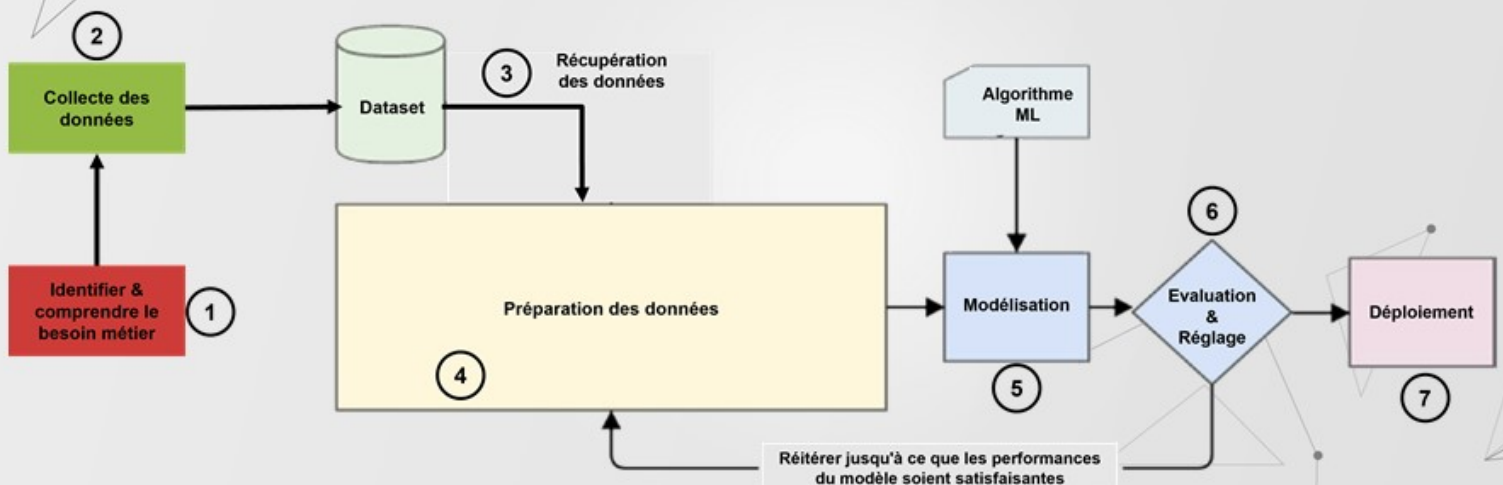 2
Collecte des
données
Dataset
3
Récupération
des données
Algorithme
ML
Identifier &
comprendre le
besoin métier
1
Préparation des données
4
Modélisation
5
6
Evaluation
&
Réglage
Déploiement
7
Réitérer jusqu'à ce que les performances
du modèle soient satisfaisantes